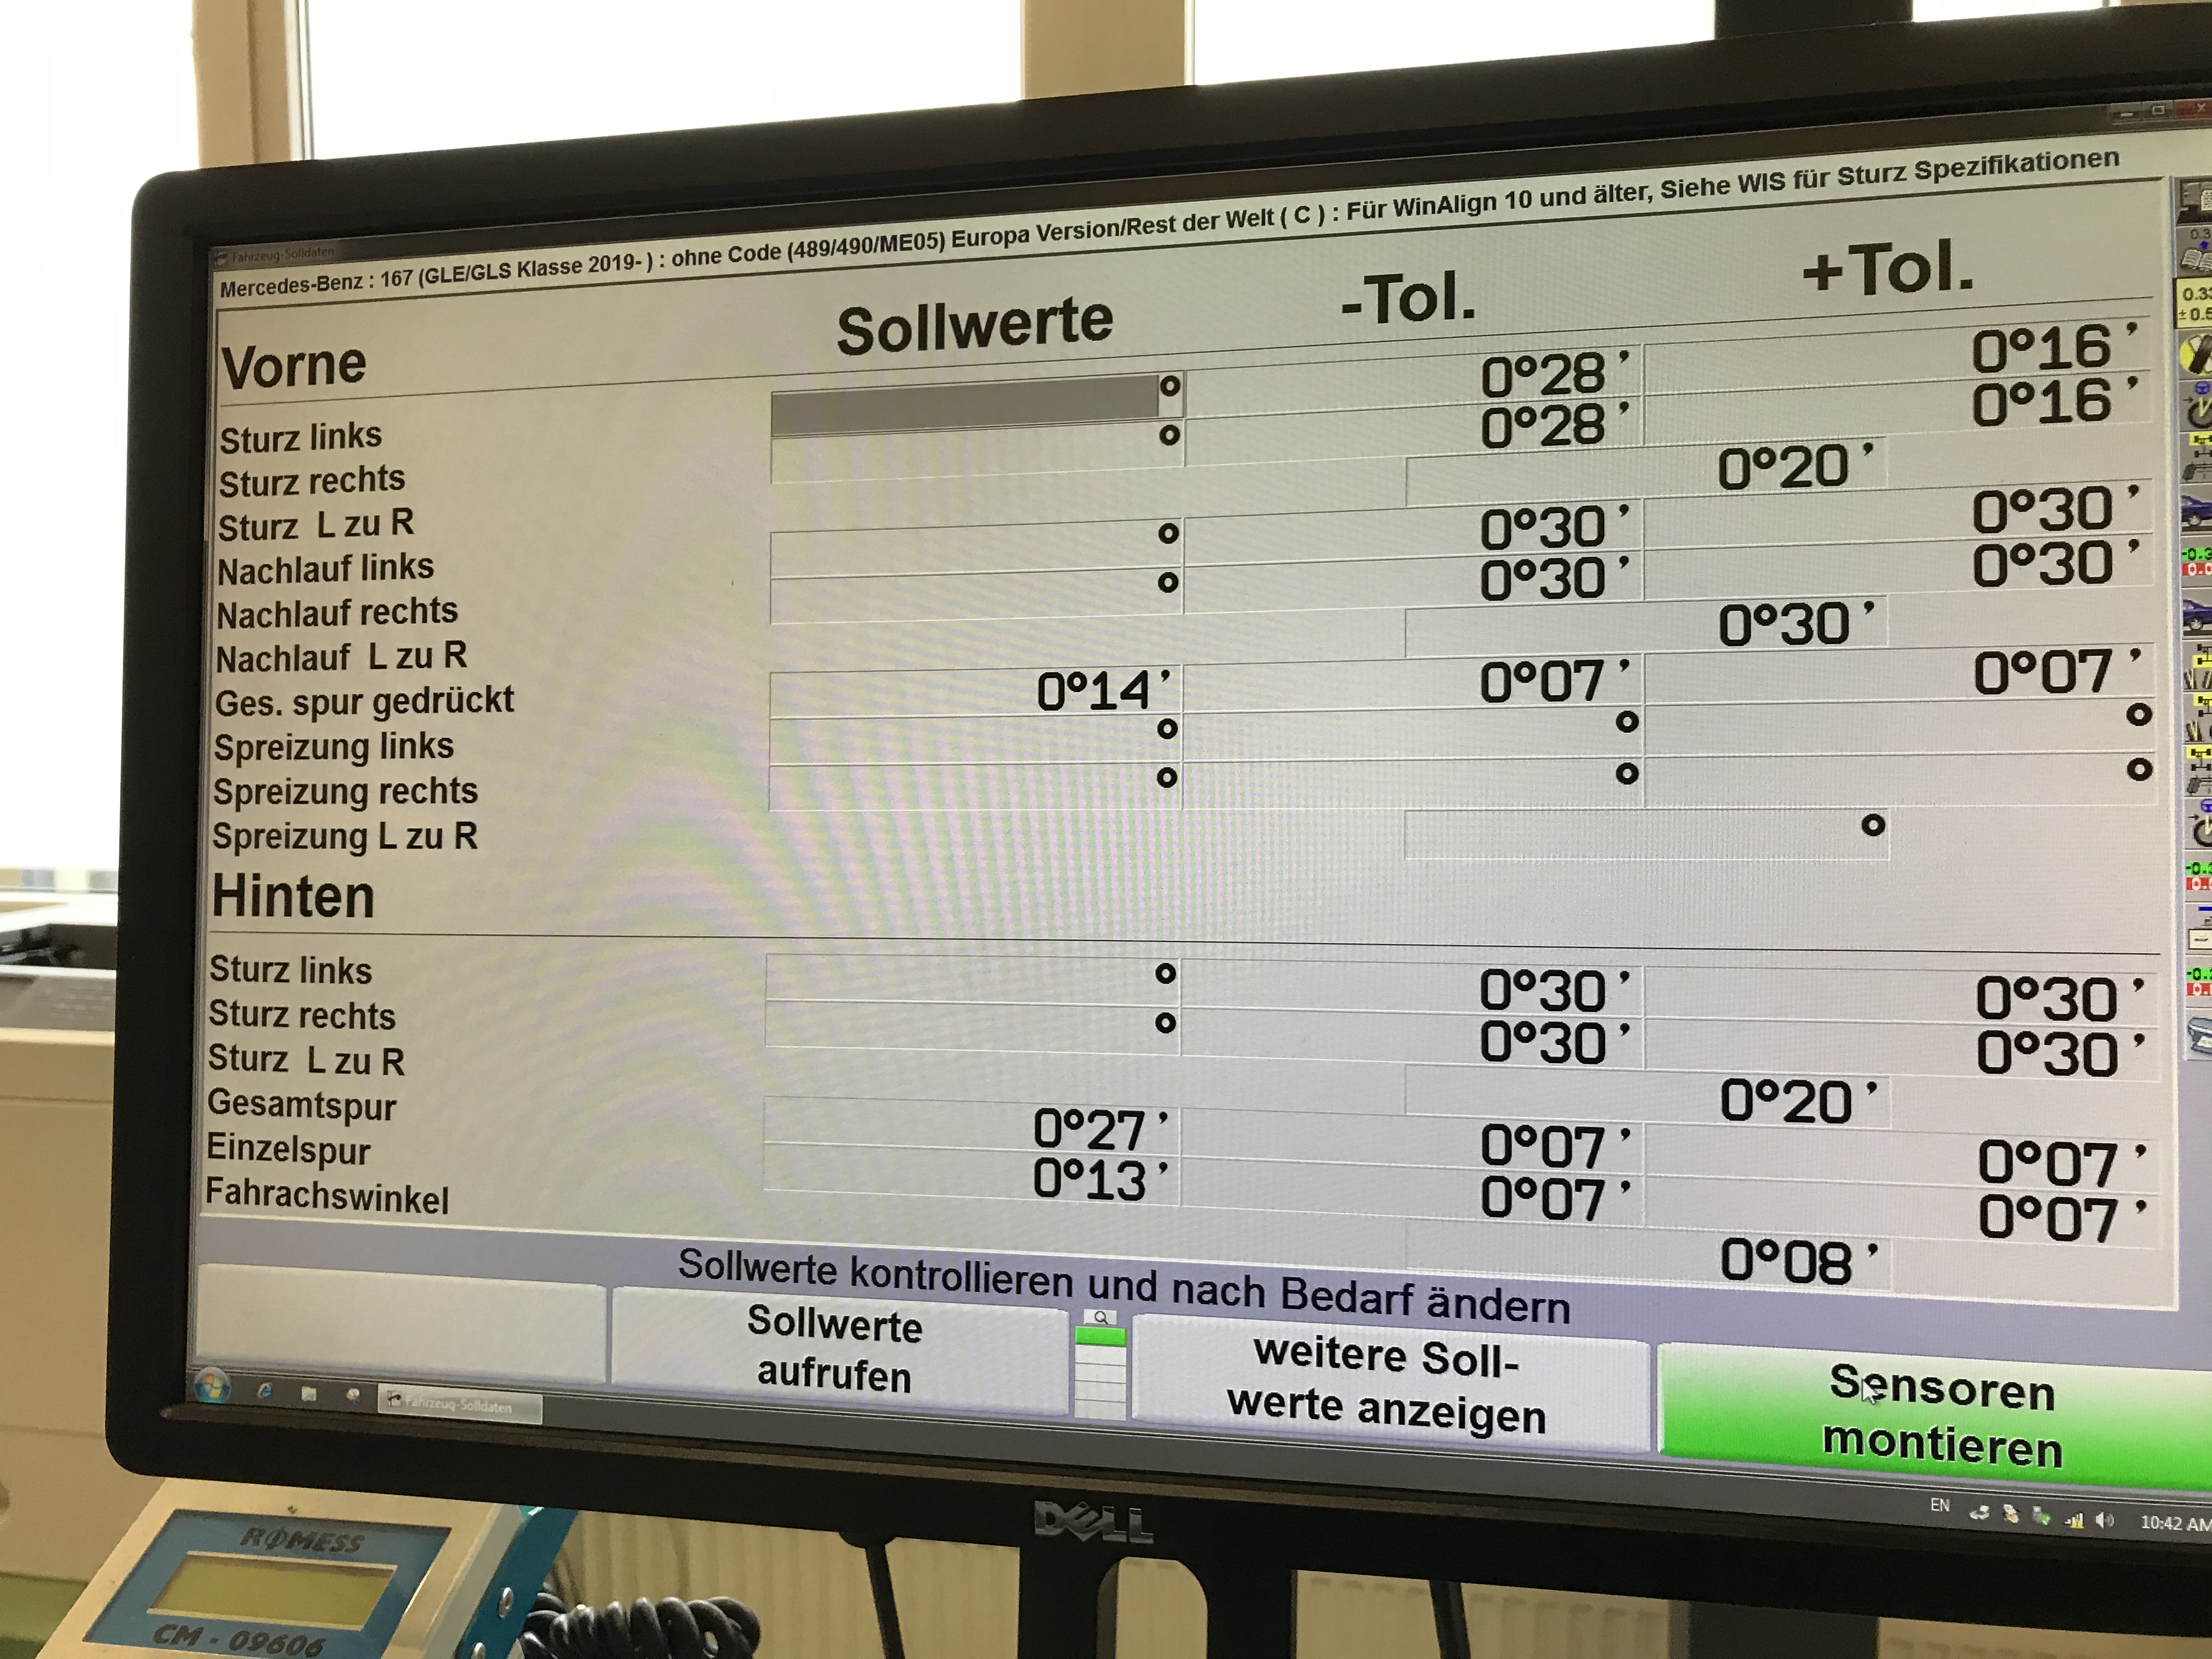 Fahrzeug-Solldaten
Mercedes-Benz : 167 (GLE/GLS Klasse 2019- ) : ohne Code (489/490/ME05) Europa Version/Rest der Welt ( C ) : Für WinAlign 10 und älter, Siehe WIS für Sturz Spezifikationen
Vorne Sollwerte -Tol. +Tol.
Sturz links ° 0°28' 0°16'
Sturz rechts ° 0°28' 0°16'
Sturz L zu R 0°20'
Nachlauf links ° 0°30' 0°30'
Nachlauf rechts ° 0°30' 0°30'
Nachlauf L zu R 0°30'
Ges. spur gedrückt 0°14' 0°07' 0°07'
Spreizung links ° ° °
Spreizung rechts ° ° °
Spreizung L zu R °
Hinten
Sturz links ° 0°30' 0°30'
Sturz rechts ° 0°30' 0°30'
Sturz L zu R 0°20'
Gesamtspur 0°27' 0°07' 0°07'
Einzelspur 0°13' 0°07' 0°07'
Fahrachswinkel 0°08'
Sollwerte kontrollieren und nach Bedarf ändern
Sollwerte
aufrufen
weitere Soll-
werte anzeigen
Sensoren
montieren
Fahrzeug-Solldaten
EN
10:42 AM
DELL
ROMESS
CM - 09606